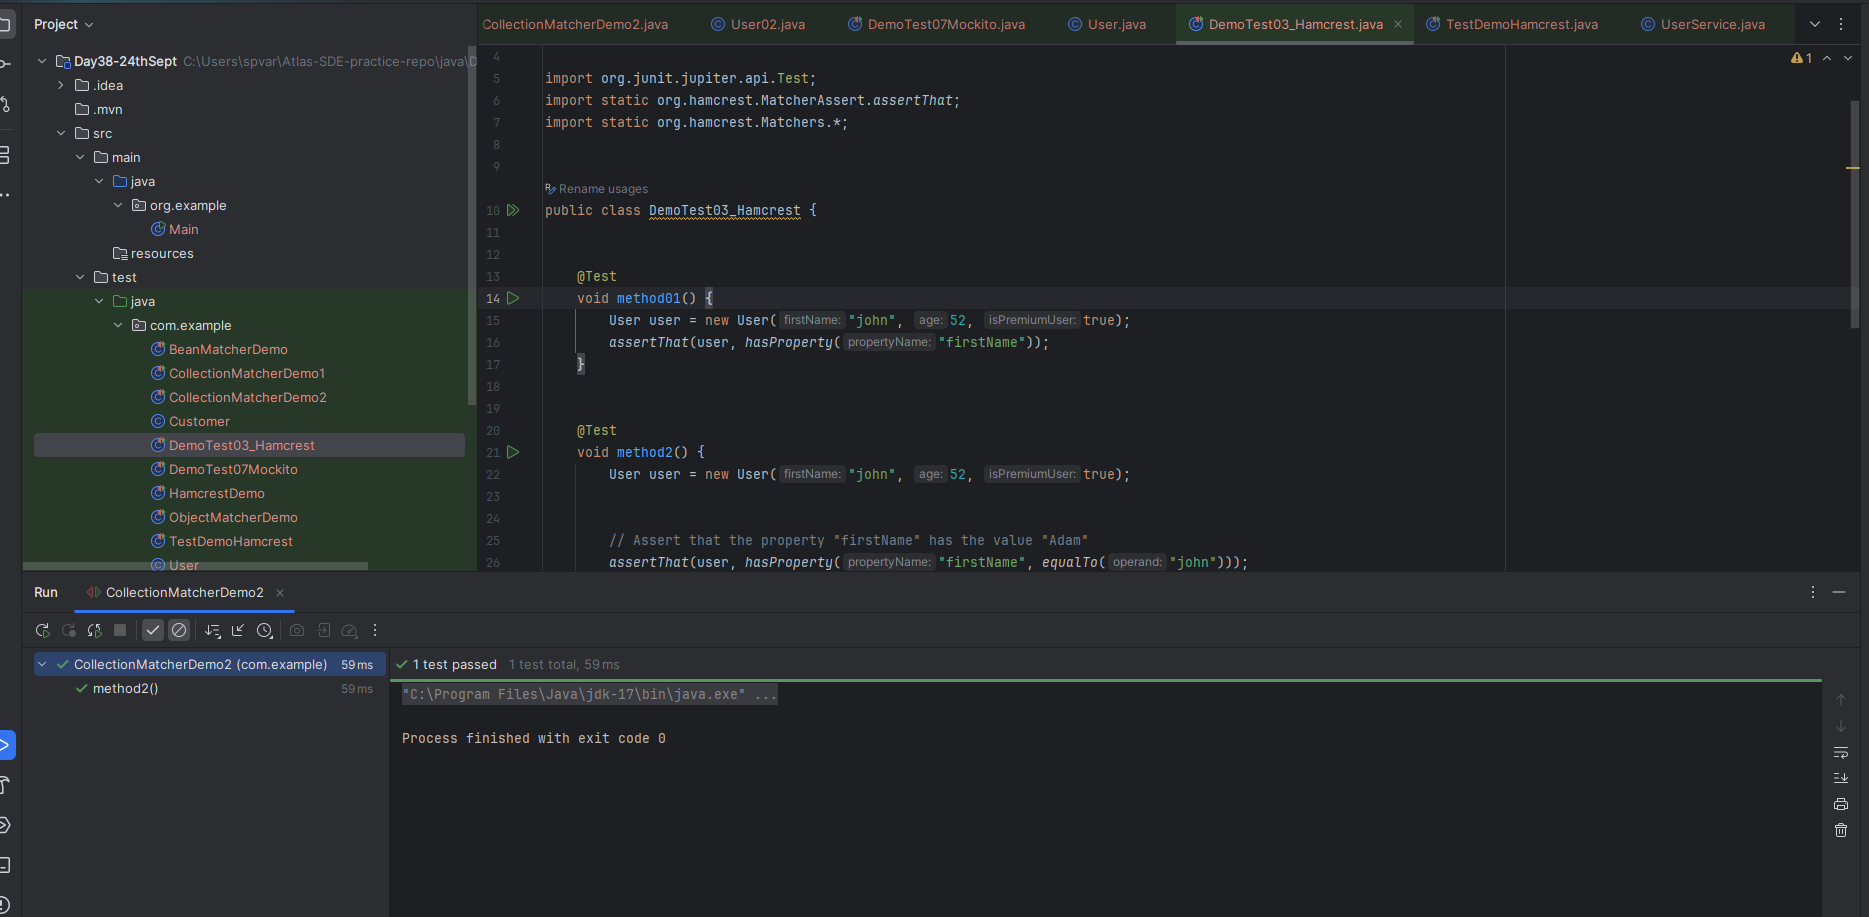 Project
CollectionMatcherDemo2.java User02.java DemoTest07Mockito.java User.java DemoTest03_Hamcrest.java TestDemoHamcrest.java UserService.java
Day38-24thSept C:\Users\spvar\Atlas-SDE-practice-repo\java\D
.idea
.mvn
src
main
java
org.example
Main
resources
test
java
com.example
BeanMatcherDemo
CollectionMatcherDemo1
CollectionMatcherDemo2
Customer
DemoTest03_Hamcrest
DemoTest07Mockito
HamcrestDemo
ObjectMatcherDemo
TestDemoHamcrest
User
1
4
5 import org.junit.jupiter.api.Test;
6 import static org.hamcrest.MatcherAssert.assertThat;
7 import static org.hamcrest.Matchers.*;
8
9
Rename usages
10 public class DemoTest03_Hamcrest {
11
12
13 @Test
14 void method01() {
15 User user = new User( firstName: "john", age: 52, isPremiumUser: true);
16 assertThat(user, hasProperty( propertyName: "firstName"));
17 }
18
19
20 @Test
21 void method2() {
22 User user = new User( firstName: "john", age: 52, isPremiumUser: true);
23
24
25 // Assert that the property "firstName" has the value "Adam"
26 assertThat(user, hasProperty( propertyName: "firstName", equalTo( operand: "john")));
Run CollectionMatcherDemo2
CollectionMatcherDemo2 (com.example) 59 ms
method2() 59 ms
1 test passed 1 test total, 59 ms
"C:\Program Files\Java\jdk-17\bin\java.exe" ...
Process finished with exit code 0